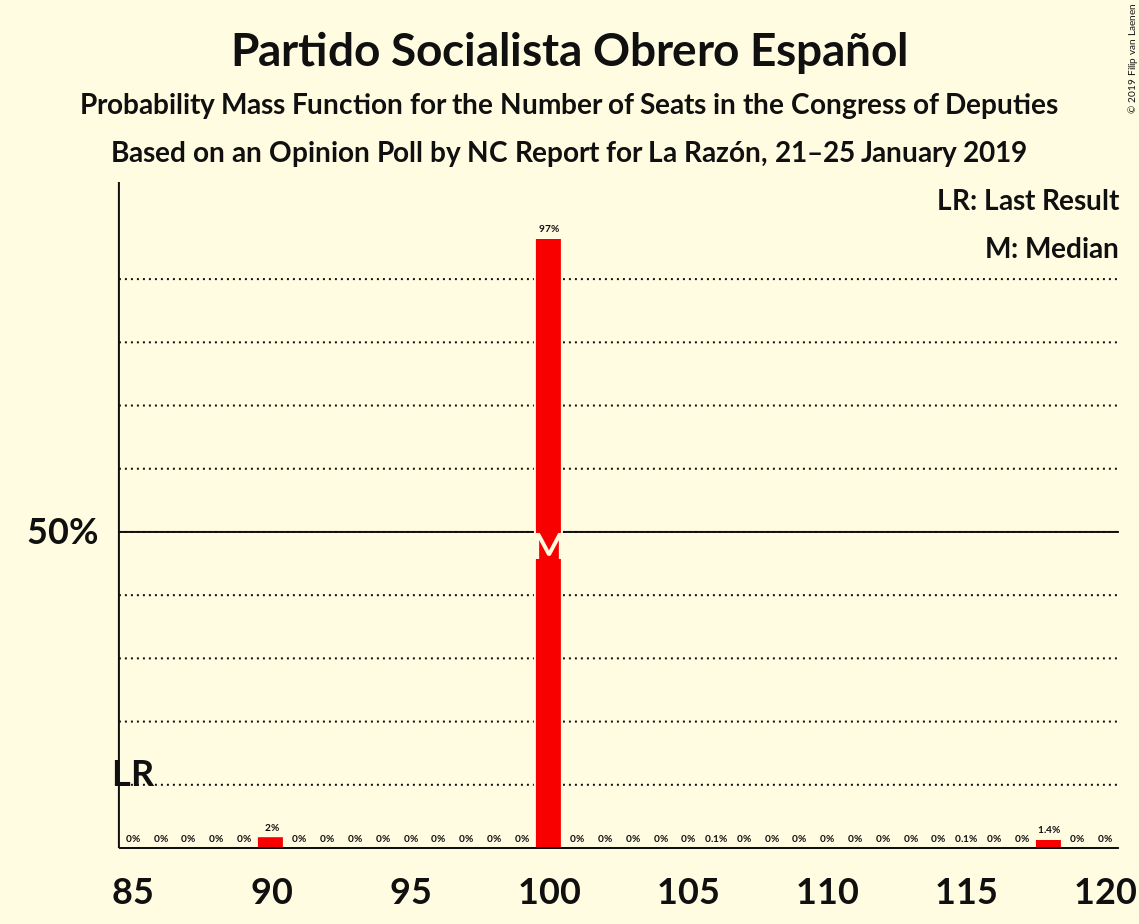 Partido Socialista Obrero Español
Probability Mass Function for the Number of Seats in the Congress of Deputies
Based on an Opinion Poll by NC Report for La Razón, 21–25 January 2019
© 2019 Filip van Laenen
LR: Last Result
M: Median
97%
50%
M
LR
0% 0% 0% 0% 0% 2% 0% 0% 0% 0% 0% 0% 0% 0% 0% 0% 0% 0% 0% 0% 0.1% 0% 0% 0% 0% 0% 0% 0% 0% 0.1% 0% 0% 1.4% 0% 0%
85 90 95 100 105 110 115 120